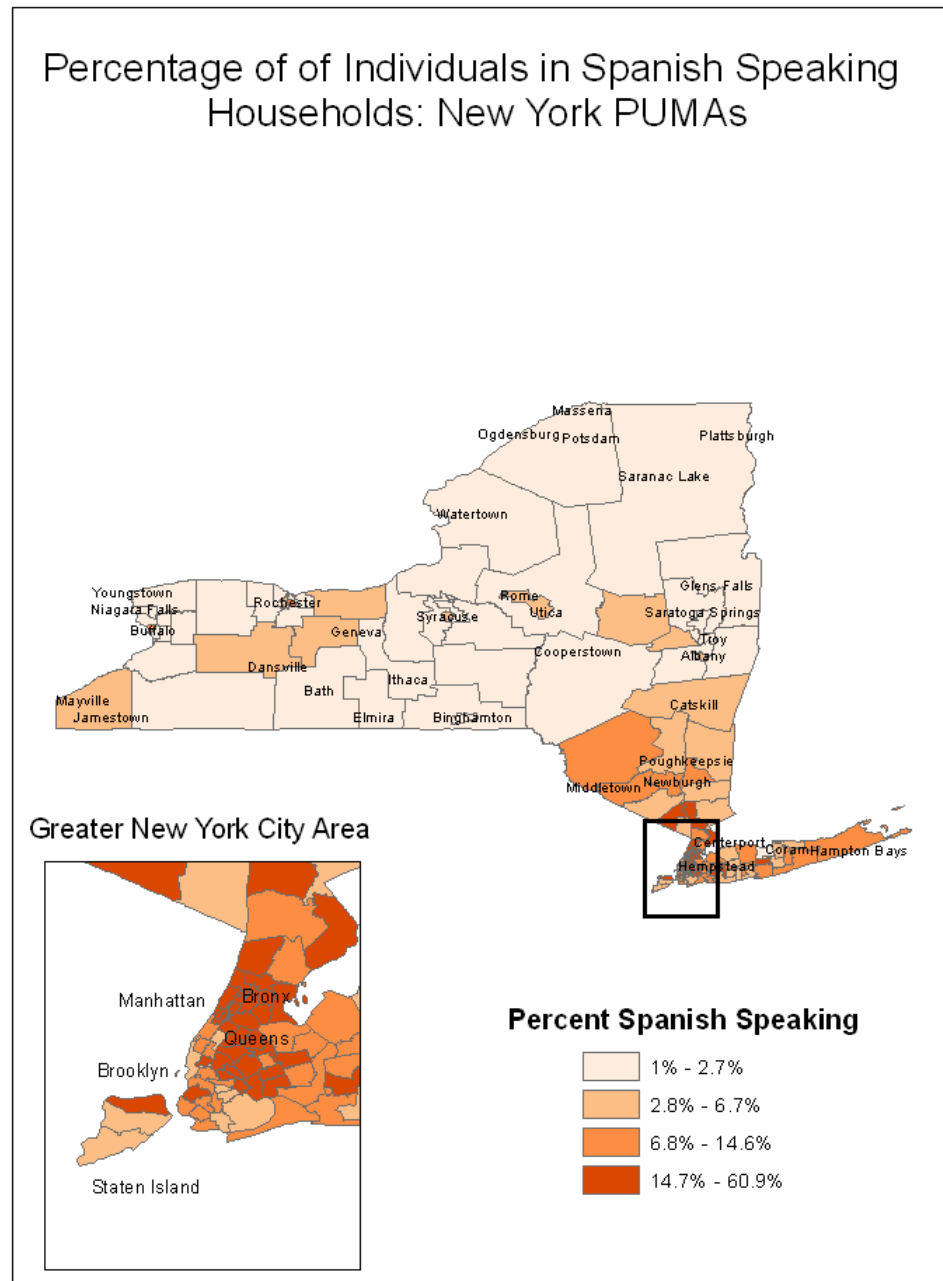 Percentage of of Individuals in Spanish Speaking
Households: New York PUMAs
Massena
Ogdensburg
Potsdam
Plattsburgh
Saranac Lake
Watertown
Youngstown
Niagara Falls
Buffalo
Rochester
Geneva
Syracuse
Rome
Utica
Glens Falls
Saratoga Springs
Troy
Albany
Dansville
Cooperstown
Mayville
Jamestown
Bath
Ithaca
Elmira
Binghamton
Catskill
Poughkeepsie
Newburgh
Middletown
Centerport
Coram
Hampton Bays
Hempstead
Greater New York City Area
Manhattan
Bronx
Queens
Brooklyn
Staten Island
Percent Spanish Speaking
1% - 2.7%
2.8% - 6.7%
6.8% - 14.6%
14.7% - 60.9%